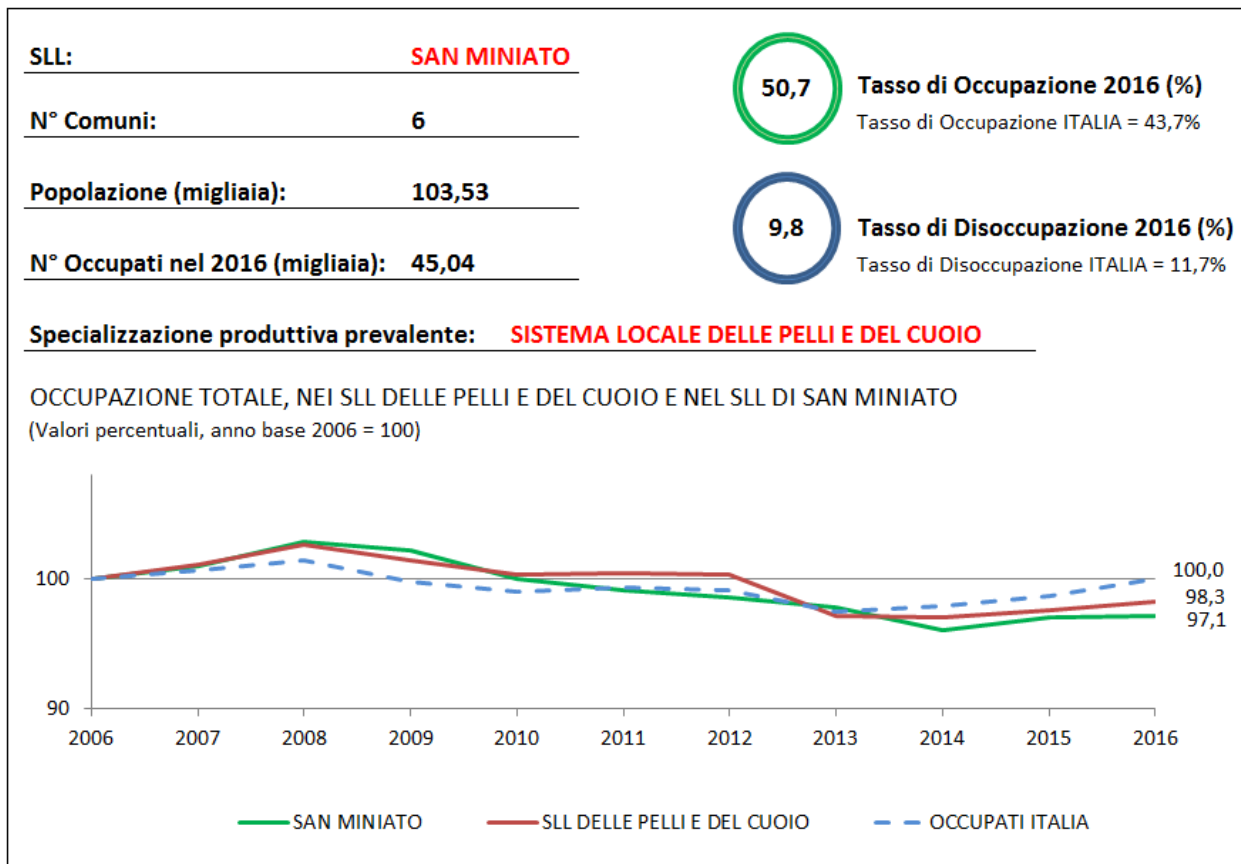 SLL: SAN MINIATO
N° Comuni: 6
Popolazione (migliaia): 103,53
N° Occupati nel 2016 (migliaia): 45,04
50,7
Tasso di Occupazione 2016 (%)
Tasso di Occupazione ITALIA = 43,7%
9,8
Tasso di Disoccupazione 2016 (%)
Tasso di Disoccupazione ITALIA = 11,7%
Specializzazione produttiva prevalente: SISTEMA LOCALE DELLE PELLI E DEL CUOIO
OCCUPAZIONE TOTALE, NEI SLL DELLE PELLI E DEL CUOIO E NEL SLL DI SAN MINIATO
(Valori percentuali, anno base 2006 = 100)
100
90
100,0
98,3
97,1
2006 2007 2008 2009 2010 2011 2012 2013 2014 2015 2016
SAN MINIATO SLL DELLE PELLI E DEL CUOIO OCCUPATI ITALIA